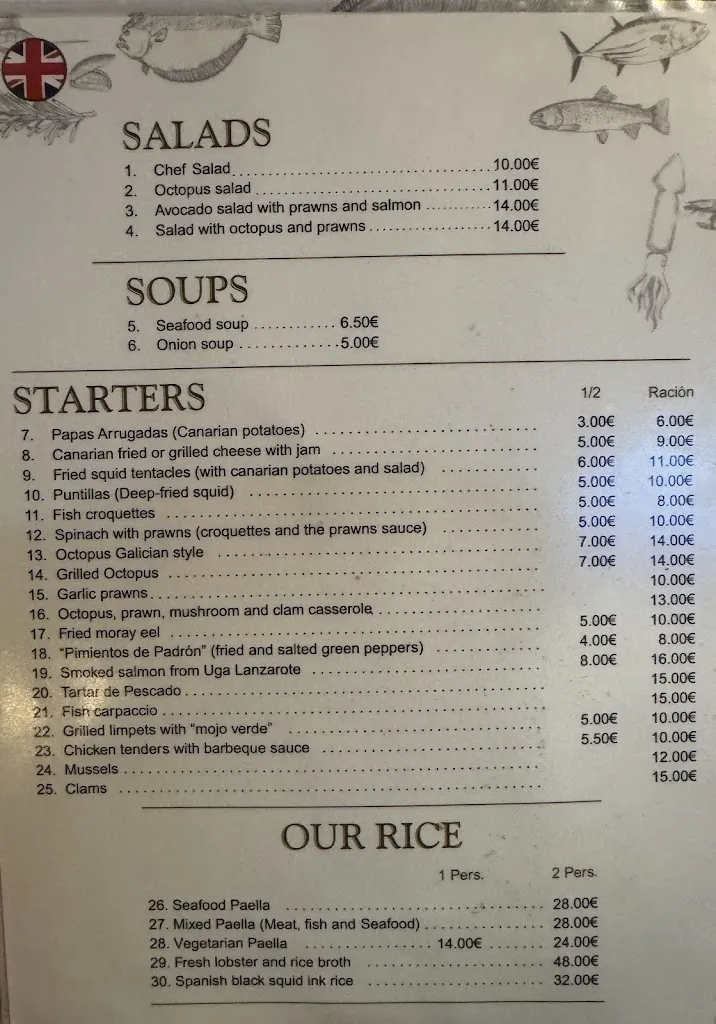 SALADS
1. Chef Salad 10.00€
2. Octopus salad 11.00€
3. Avocado salad with prawns and salmon 14.00€
4. Salad with octopus and prawns 14.00€
SOUPS
5. Seafood soup 6.50€
6. Onion soup 5.00€
STARTERS 1/2 Ración
7. Papas Arrugadas (Canarian potatoes) 3.00€ 6.00€
8. Canarian fried or grilled cheese with jam 5.00€ 9.00€
9. Fried squid tentacles (with canarian potatoes and salad) 6.00€ 11.00€
10. Puntillas (Deep-fried squid) 5.00€ 10.00€
11. Fish croquettes 5.00€ 8.00€
12. Spinach with prawns (croquettes and the prawns sauce) 5.00€ 10.00€
13. Octopus Galician style 7.00€ 14.00€
14. Grilled Octopus 7.00€ 14.00€
15. Garlic prawns 10.00€
16. Octopus, prawn, mushroom and clam casserole 13.00€
17. Fried moray eel 5.00€ 10.00€
18. “Pimientos de Padrón” (fried and salted green peppers) 4.00€ 8.00€
19. Smoked salmon from Uga Lanzarote 8.00€ 16.00€
20. Tartar de Pescado 15.00€
21. Fish carpaccio 15.00€
22. Grilled limpets with “mojo verde” 5.00€ 10.00€
23. Chicken tenders with barbeque sauce 5.50€ 10.00€
24. Mussels 12.00€
25. Clams 15.00€
OUR RICE
1 Pers. 2 Pers.
26. Seafood Paella 28.00€
27. Mixed Paella (Meat, fish and Seafood) 28.00€
28. Vegetarian Paella 14.00€ 24.00€
29. Fresh lobster and rice broth 48.00€
30. Spanish black squid ink rice 32.00€